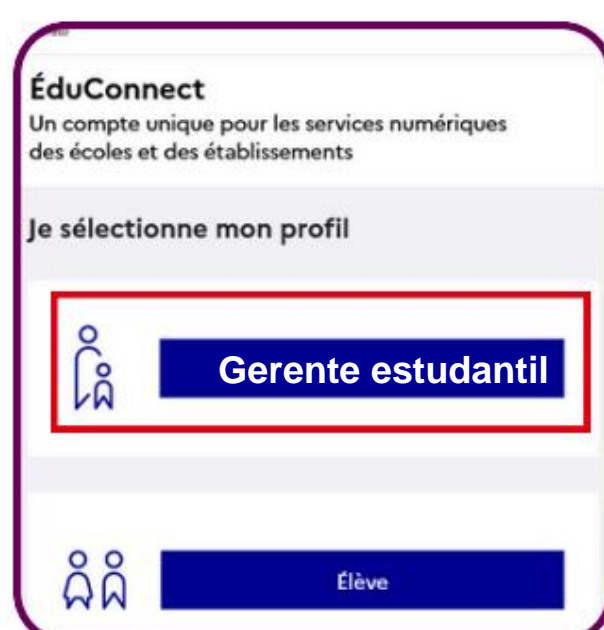 ÉduConnect
Un compte unique pour les services numériques
des écoles et des établissements
Je sélectionne mon profil
Gerente estudantil
Élève